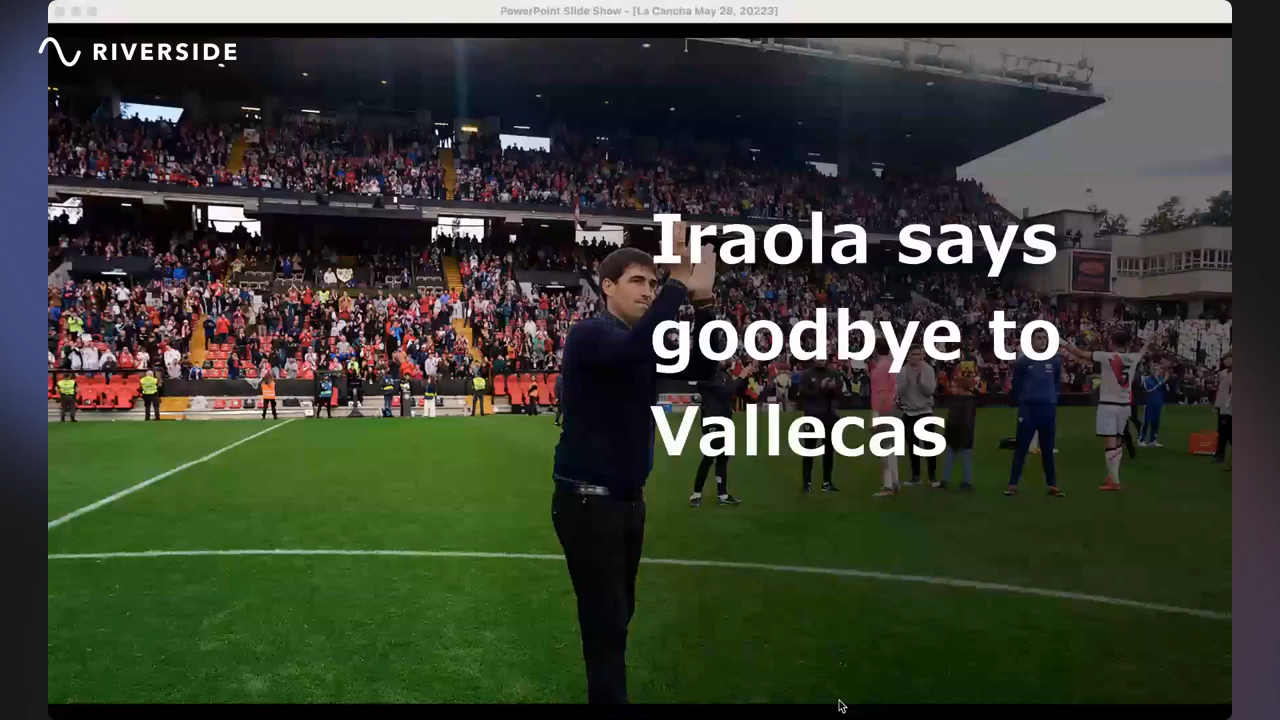 PowerPoint Slide Show - [La Cancha May 28, 20223]
RIVERSIDE
Iraola says
goodbye to
Vallecas